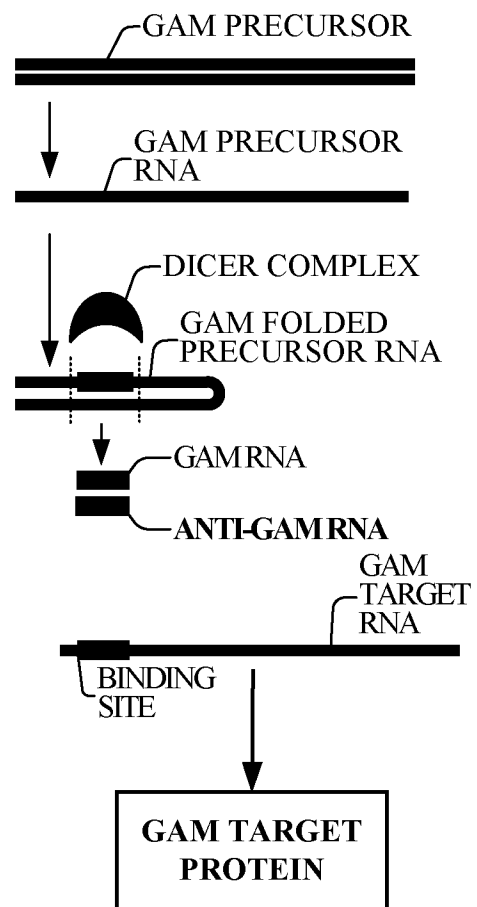 GAM PRECURSOR
GAM PRECURSOR
RNA
DICER COMPLEX
GAM FOLDED
PRECURSOR RNA
GAM RNA
ANTI-GAM RNA
GAM
TARGET
RNA
BINDING
SITE
GAM TARGET
PROTEIN